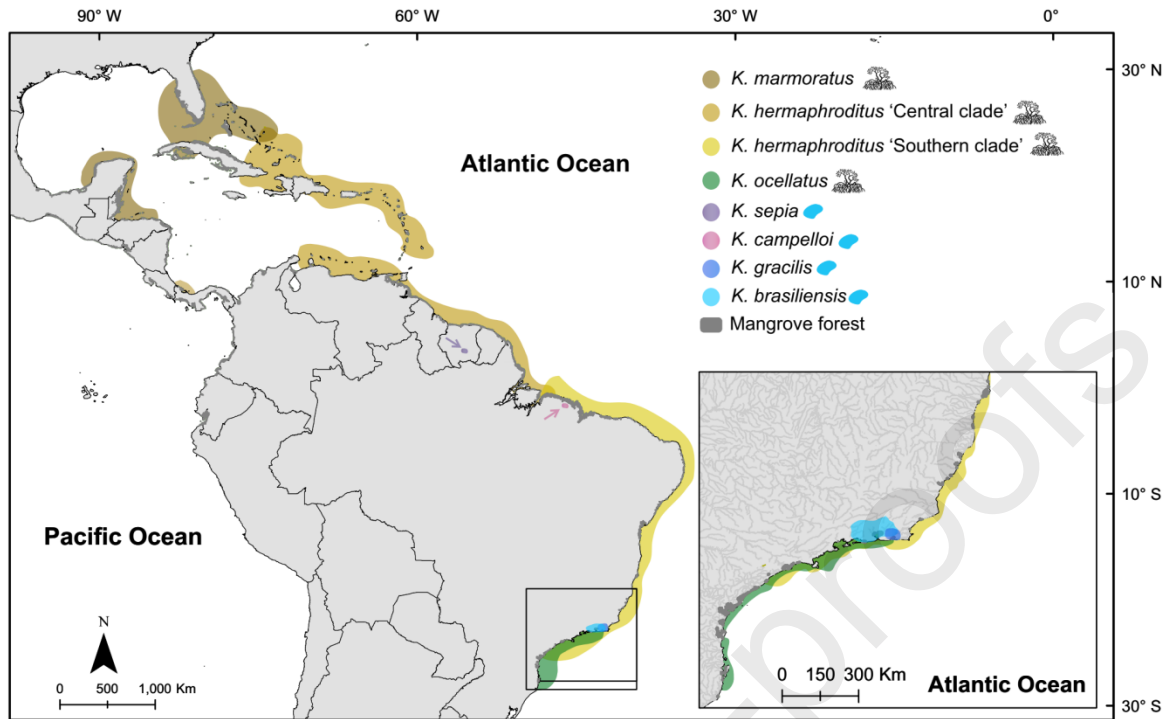 90° W 60° W 30° W 0°
30° N
K. marmoratus
K. hermaphroditus 'Central clade'
K. hermaphroditus 'Southern clade'
K. ocellatus
K. sepia
K. campelloi
K. gracilis
K. brasiliensis
Mangrove forest
Atlantic Ocean
10° N
Pacific Ocean
10° S
N
0 500 1,000 Km
0 150 300 Km
Atlantic Ocean
30° S
proofs